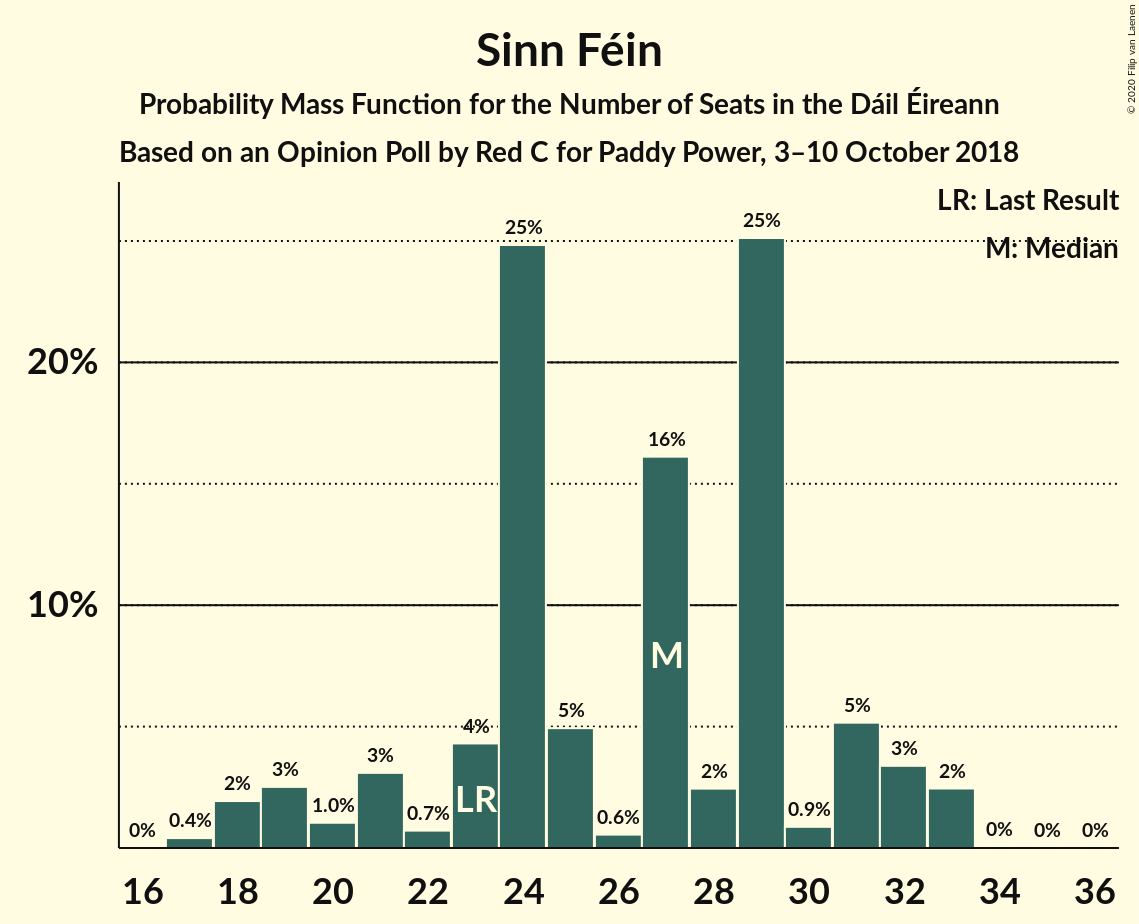 Sinn Féin
Probability Mass Function for the Number of Seats in the Dáil Éireann
Based on an Opinion Poll by Red C for Paddy Power, 3–10 October 2018
© 2020 Filip van Laenen
LR: Last Result
M: Median
20%
10%
0%
0.4%
2%
3%
1.0%
3%
0.7%
4%
25%
5%
0.6%
16%
2%
25%
0.9%
5%
3%
2%
0%
0%
0%
LR
M
16 18 20 22 24 26 28 30 32 34 36